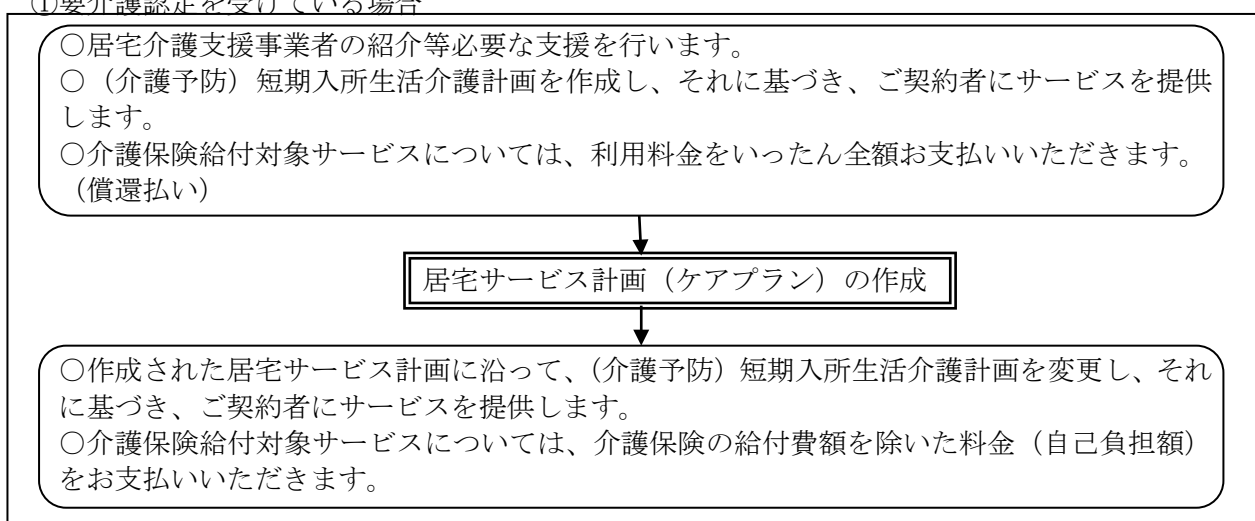 ①要介護認定を受けている場合
○居宅介護支援事業者の紹介等必要な支援を行います。
○（介護予防）短期入所生活介護計画を作成し、それに基づき、ご契約者にサービスを提供
します。
○介護保険給付対象サービスについては、利用料金をいったん全額お支払いいただきます。
（償還払い）
居宅サービス計画（ケアプラン）の作成
○作成された居宅サービス計画に沿って、（介護予防）短期入所生活介護計画を変更し、それ
に基づき、ご契約者にサービスを提供します。
○介護保険給付対象サービスについては、介護保険の給付費額を除いた料金（自己負担額）
をお支払いいただきます。